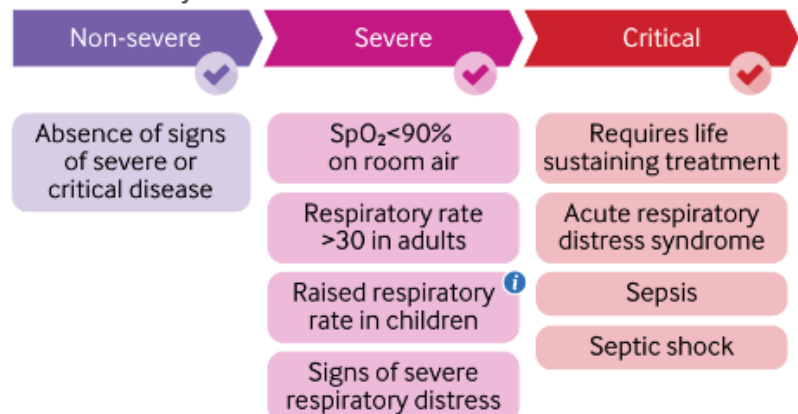 Non-severe
Severe
Critical
Absence of signs
of severe or
critical disease
SpO₂<90%
on room air
Respiratory rate
>30 in adults
Raised respiratory
rate in children
i
Signs of severe
respiratory distress
Requires life
sustaining treatment
Acute respiratory
distress syndrome
Sepsis
Septic shock